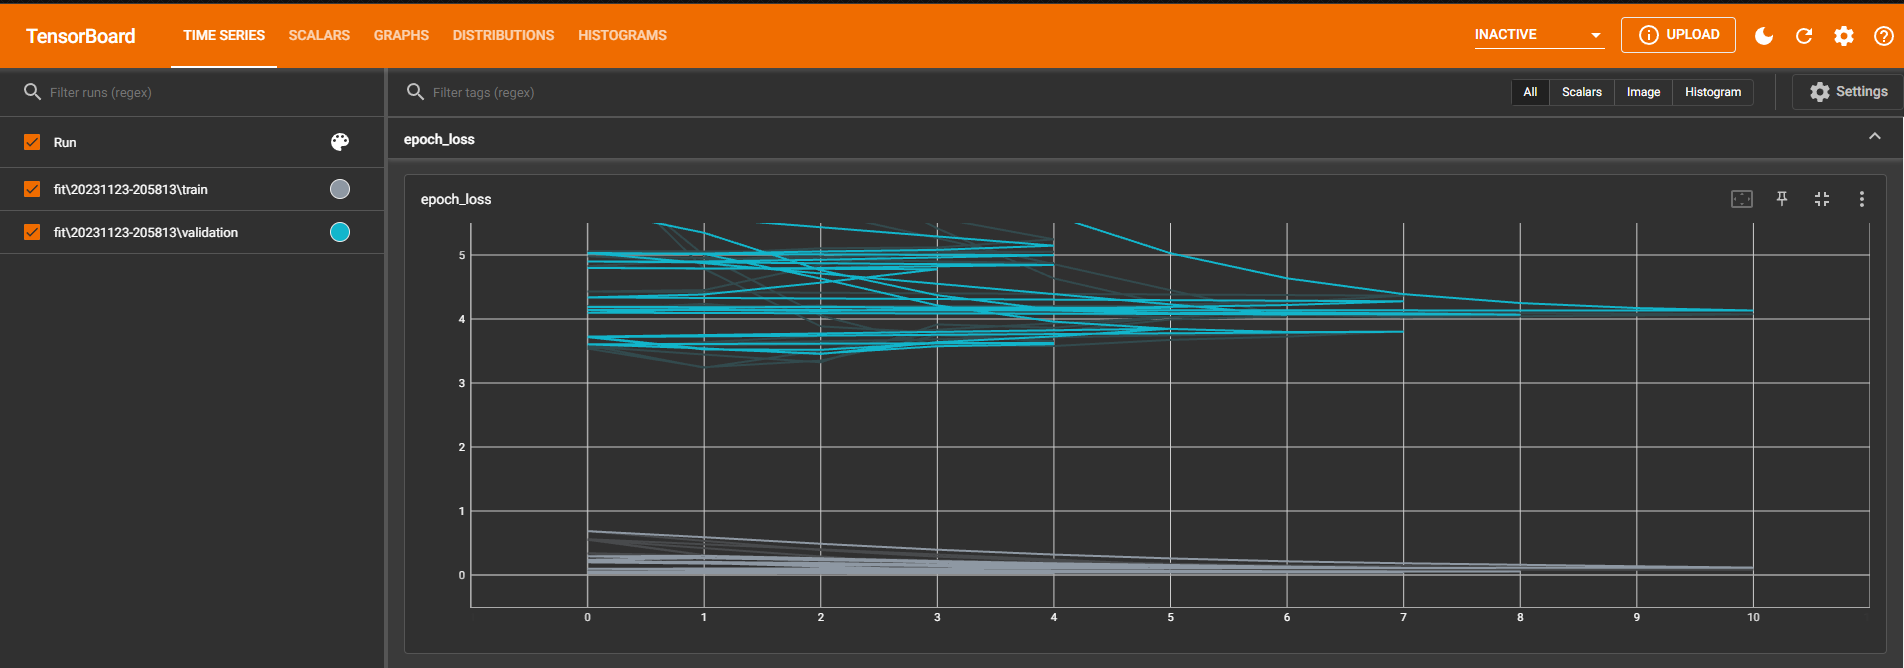 TensorBoard TIME SERIES SCALARS GRAPHS DISTRIBUTIONS HISTOGRAMS INACTIVE UPLOAD
Filter runs (regex)
Filter tags (regex)
All Scalars Image Histogram Settings
Run
epoch_loss
fit\20231123-205813\train
fit\20231123-205813\validation
epoch_loss
5
4
3
2
1
0
0 1 2 3 4 5 6 7 8 9 10